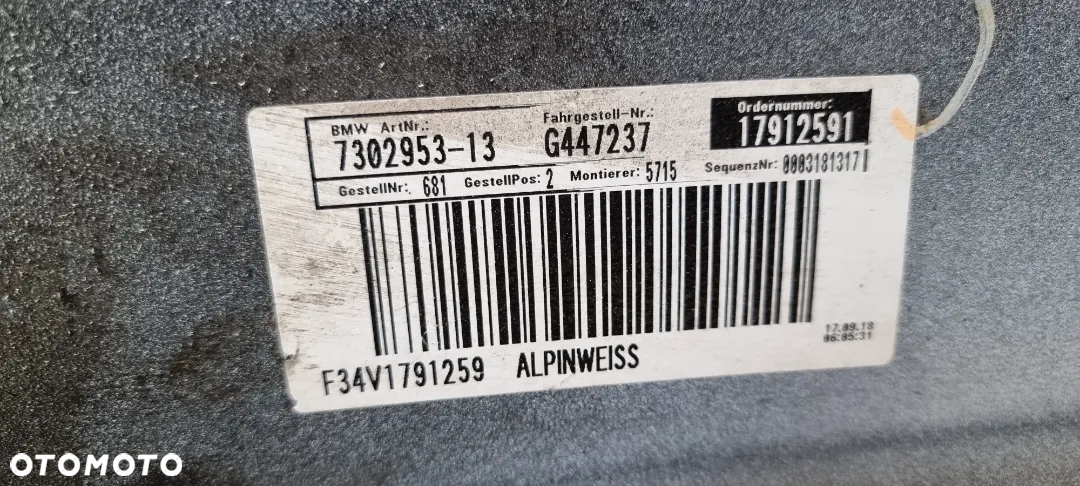 BMW ArtNr.: Fahrgestell-Nr.: Ordernummer:
7302953-13 G447237 17912591
GestellNr: 681 GestellPos: 2 Montierer: 5715 SequenzNr: 0003181317
17.09.18
06:05:31
F34V1791259 ALPINWEISS
OTOMOTO